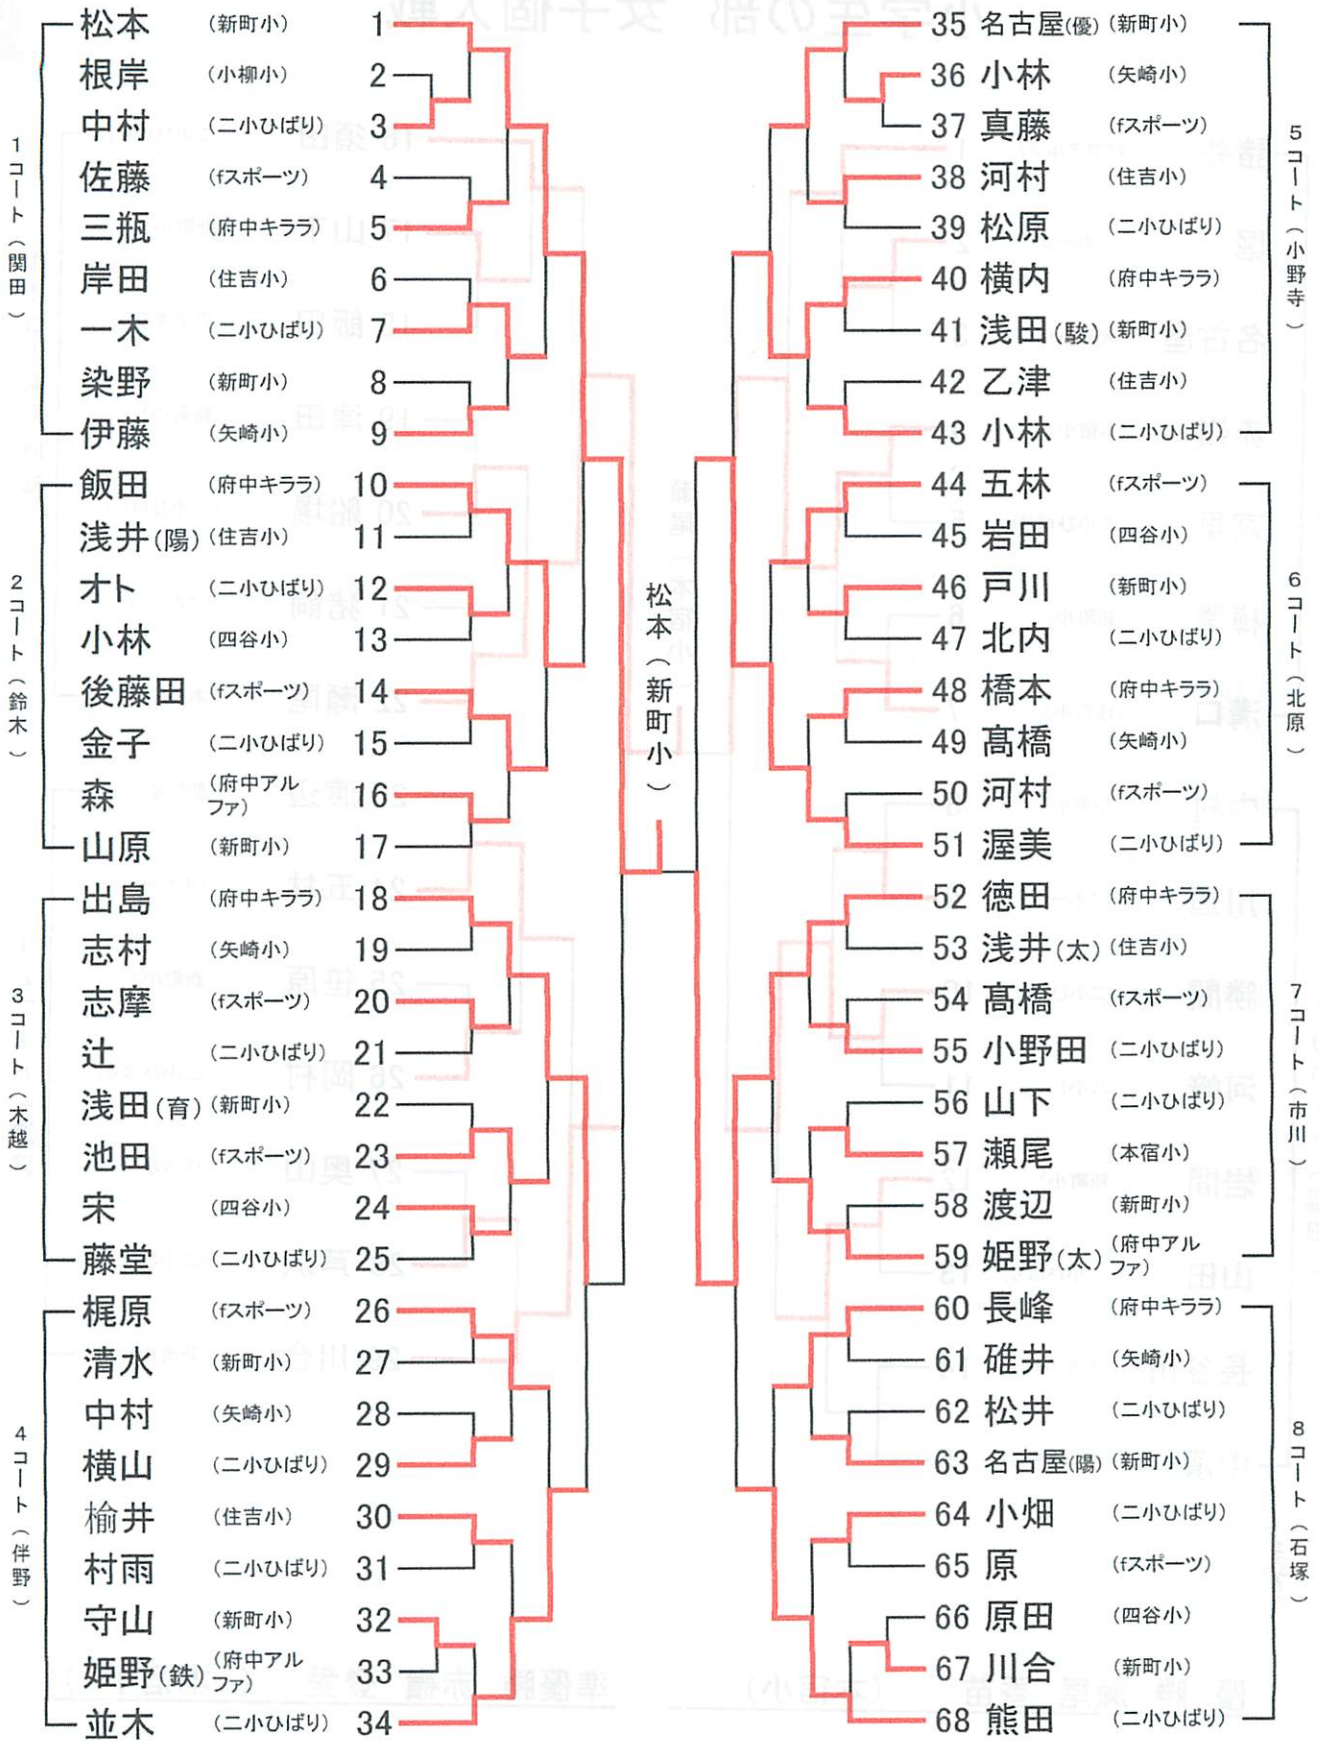 1コート（関田）
松本 （新町小） 1
根岸 （小柳小） 2
中村 （二小ひばり） 3
佐藤 （fスポーツ） 4
三瓶 （府中キララ） 5
岸田 （住吉小） 6
一木 （二小ひばり） 7
染野 （新町小） 8
伊藤 （矢崎小） 9
2コート（鈴木）
飯田 （府中キララ） 10
浅井(陽) （住吉小） 11
オト （二小ひばり） 12
小林 （四谷小） 13
後藤田 （fスポーツ） 14
金子 （二小ひばり） 15
森 （府中アルファ） 16
山原 （新町小） 17
3コート（木越）
出島 （府中キララ） 18
志村 （矢崎小） 19
志摩 （fスポーツ） 20
辻 （二小ひばり） 21
浅田(育) （新町小） 22
池田 （fスポーツ） 23
宋 （四谷小） 24
藤堂 （二小ひばり） 25
4コート（伴野）
梶原 （fスポーツ） 26
清水 （新町小） 27
中村 （矢崎小） 28
横山 （二小ひばり） 29
楡井 （住吉小） 30
村雨 （二小ひばり） 31
守山 （新町小） 32
姫野(鉄) （府中アルファ） 33
並木 （二小ひばり） 34
松本（新町小）
35 名古屋(優) （新町小）
36 小林 （矢崎小）
37 真藤 （fスポーツ）
38 河村 （住吉小）
39 松原 （二小ひばり）
40 横内 （府中キララ）
41 浅田(駿) （新町小）
42 乙津 （住吉小）
43 小林 （二小ひばり）
5コート（小野寺）
44 五林 （fスポーツ）
45 岩田 （四谷小）
46 戸川 （新町小）
47 北内 （二小ひばり）
48 橋本 （府中キララ）
49 髙橋 （矢崎小）
50 河村 （fスポーツ）
51 渥美 （二小ひばり）
6コート（北原）
52 德田 （府中キララ）
53 浅井(太) （住吉小）
54 髙橋 （fスポーツ）
55 小野田 （二小ひばり）
56 山下 （二小ひばり）
57 瀬尾 （本宿小）
58 渡辺 （新町小）
59 姫野(太) （府中アルファ）
7コート（市川）
60 長峰 （府中キララ）
61 碓井 （矢崎小）
62 松井 （二小ひばり）
63 名古屋(陽) （新町小）
64 小畑 （二小ひばり）
65 原 （fスポーツ）
66 原田 （四谷小）
67 川合 （新町小）
68 熊田 （二小ひばり）
8コート（石塚）